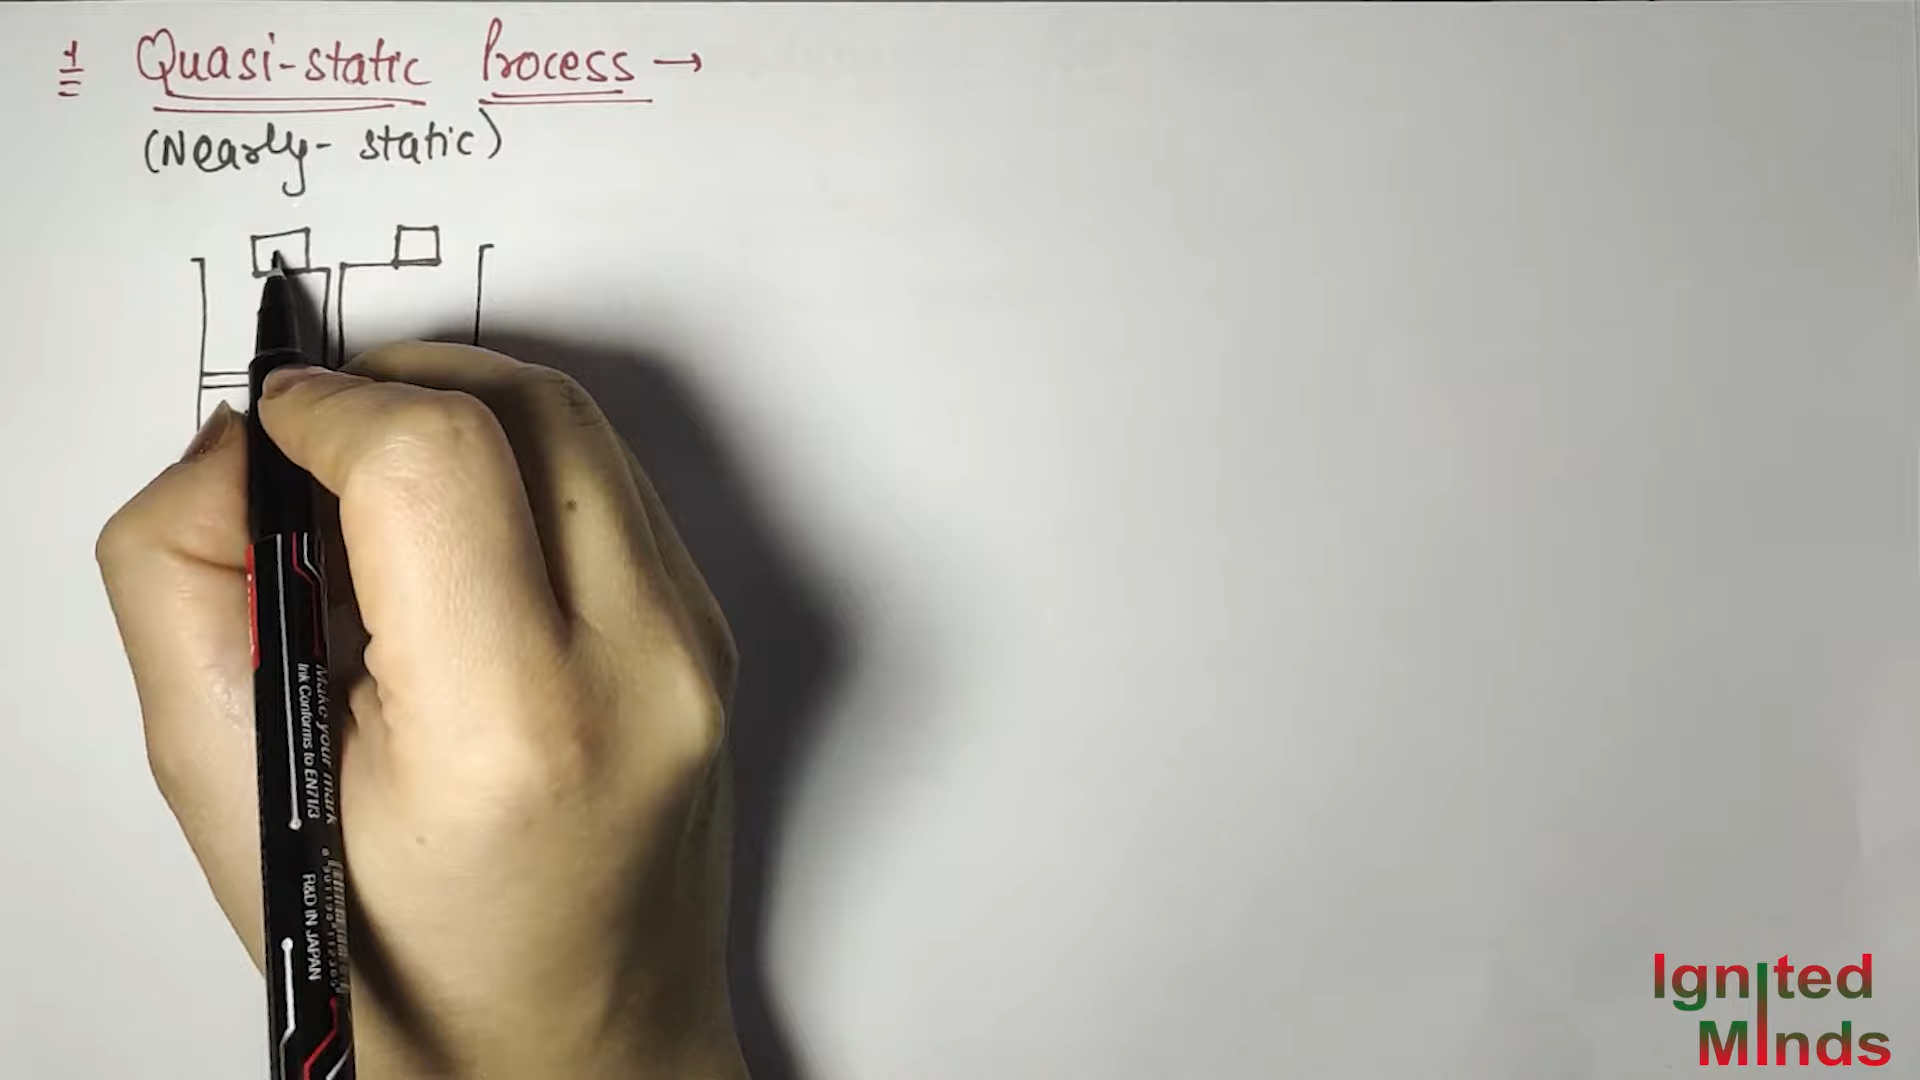 1 Quasi-static Process →
(Nearly- static)
Make your mark
Ink Conforms to EN71/3
R&D IN JAPAN
Ignited
Minds